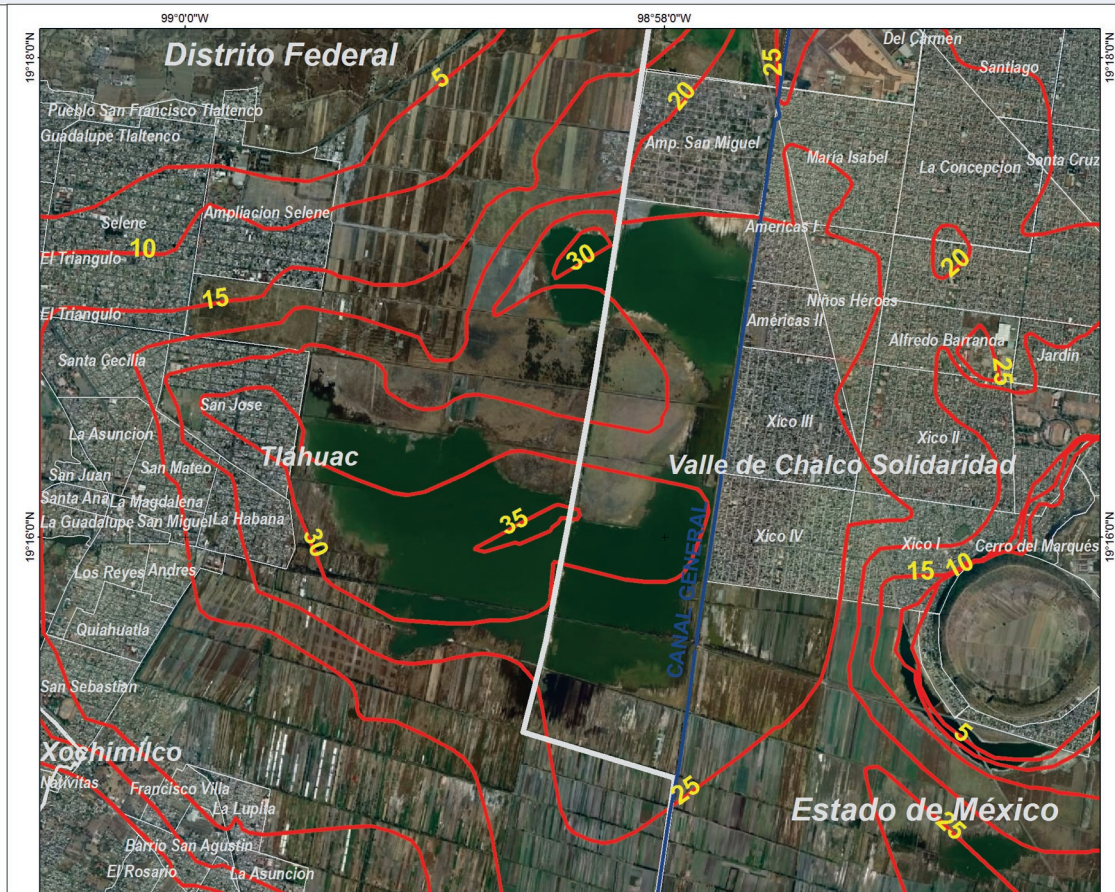 99°0'0"W
98°58'0"W
19°18'0"N
19°18'0"N
Distrito Federal
Del Carmen
25
Santiago
5
20
Pueblo San Francisco Tlaltenco
Guadalupe Tlaltenco
Amp. San Miguel
Maria Isabel
La Concepcion
Santa Cruz
Selene
Ampliacion Selene
Americas I
10
El Triangulo
30
20
15
Niños Héroes
El Triangulo
Américas II
Alfredo Barranda
Jardin
Santa Cecilia
25
San Jose
Xico III
La Asuncion
Xico II
Tláhuac
Valle de Chalco Solidaridad
San Juan
San Mateo
Santa Ana
La Magdalena
La Guadalupe
San Miguel
La Habana
35
19°16'0"N
19°16'0"N
30
Xico IV
Xico I
Cerro del Marqués
CANAL GENERAL
15
10
Los Reyes
Andres
Quiahuatla
San Sebastian
5
Xochimilco
Nativitas
Francisco Villa
25
La Lupita
Estado de México
25
Barrio San Agustin
El Rosario
La Asuncion